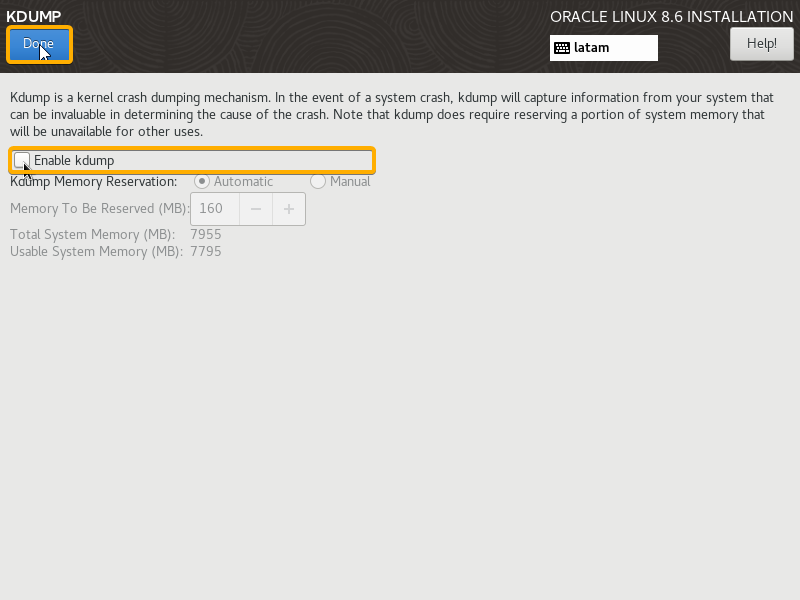 KDUMP
ORACLE LINUX 8.6 INSTALLATION
Done
latam
Help!
Kdump is a kernel crash dumping mechanism. In the event of a system crash, kdump will capture information from your system that
can be invaluable in determining the cause of the crash. Note that kdump does require reserving a portion of system memory that
will be unavailable for other uses.
Enable kdump
Kdump Memory Reservation: Automatic Manual
Memory To Be Reserved (MB): 160 − +
Total System Memory (MB): 7955
Usable System Memory (MB): 7795